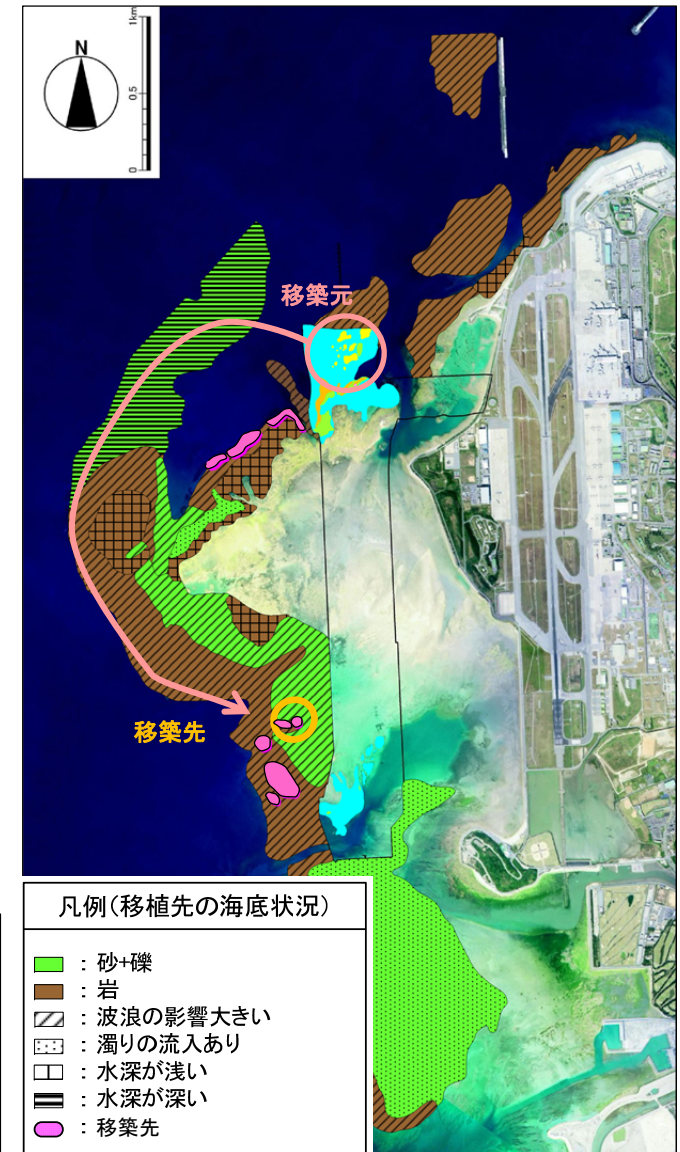 N
1km
0.5
0
移築元
移築先
凡例(移植先の海底状況)
：砂+礫
：岩
：波浪の影響大きい
：濁りの流入あり
：水深が浅い
：水深が深い
：移築先